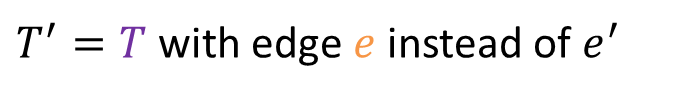 T′ = T with edge e instead of e′